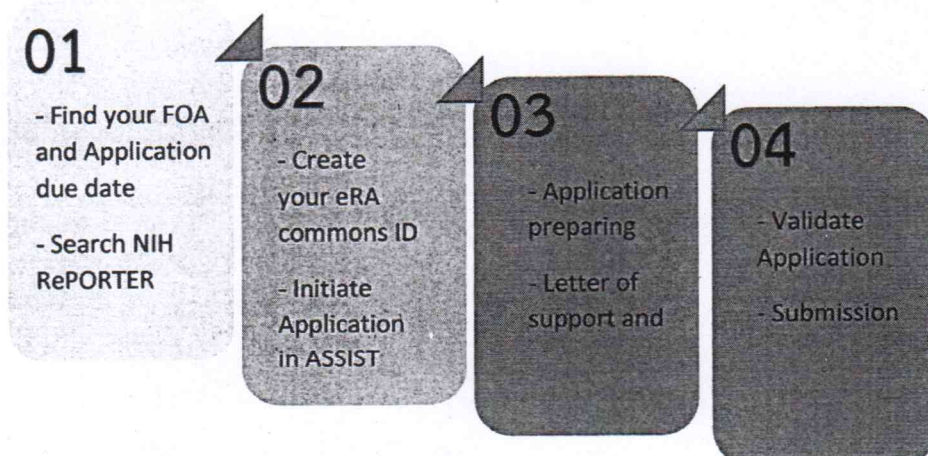 01
- Find your FOA
and Application
due date
- Search NIH
RePORTER
02
- Create
your eRA
commons ID
- Initiate
Application
in ASSIST
03
- Application
preparing
- Letter of
support and
04
- Validate
Application
- Submission